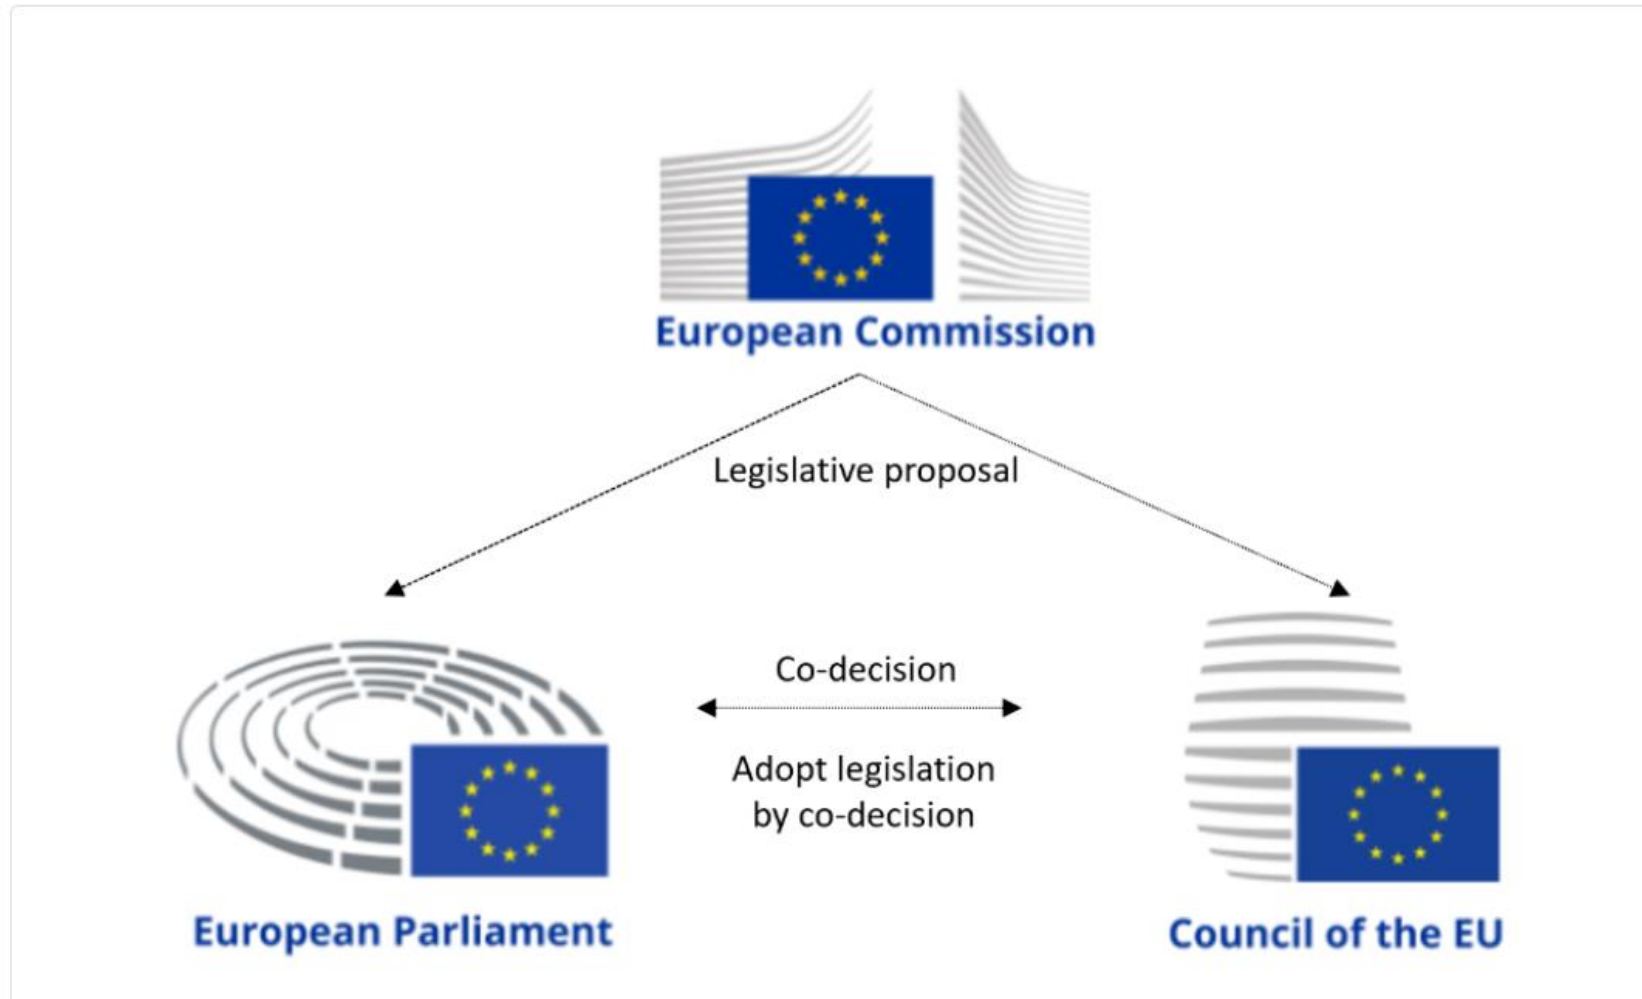 European Commission
Legislative proposal
Co-decision
Adopt legislation
by co-decision
European Parliament
Council of the EU